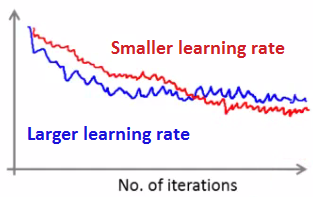 Smaller learning rate
Larger learning rate
No. of iterations